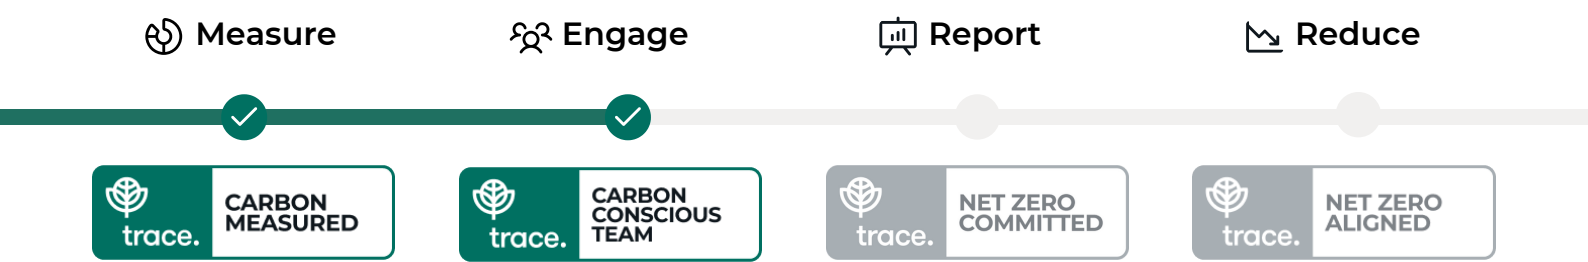 Measure
Engage
Report
Reduce
trace.
CARBON
MEASURED
trace.
CARBON
CONSCIOUS
TEAM
trace.
NET ZERO
COMMITTED
trace.
NET ZERO
ALIGNED